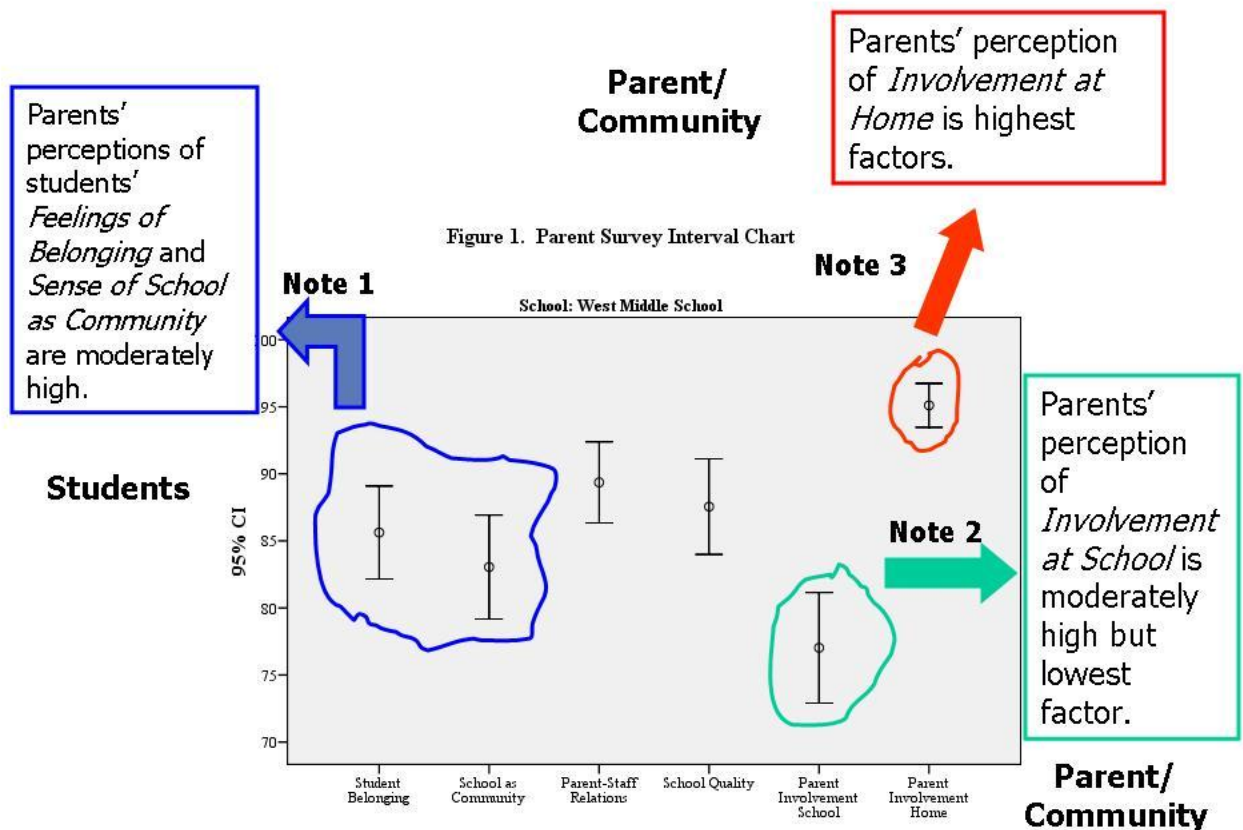 Parents'
perceptions of
students'
Feelings of
Belonging and
Sense of School
as Community
are moderately
high.
Parent/
Community
Parents' perception
of Involvement at
Home is highest
factors.
Figure 1. Parent Survey Interval Chart
Note 1
Note 3
School: West Middle School
Students
95% CI
100
95
90
85
80
75
70
Note 2
Parents'
perception
of
Involvement
at School is
moderately
high but
lowest
factor.
Student
Belonging
School as
Community
Parent-Staff
Relations
School Quality
Parent
Involvement
School
Parent
Involvement
Home
Parent/
Community